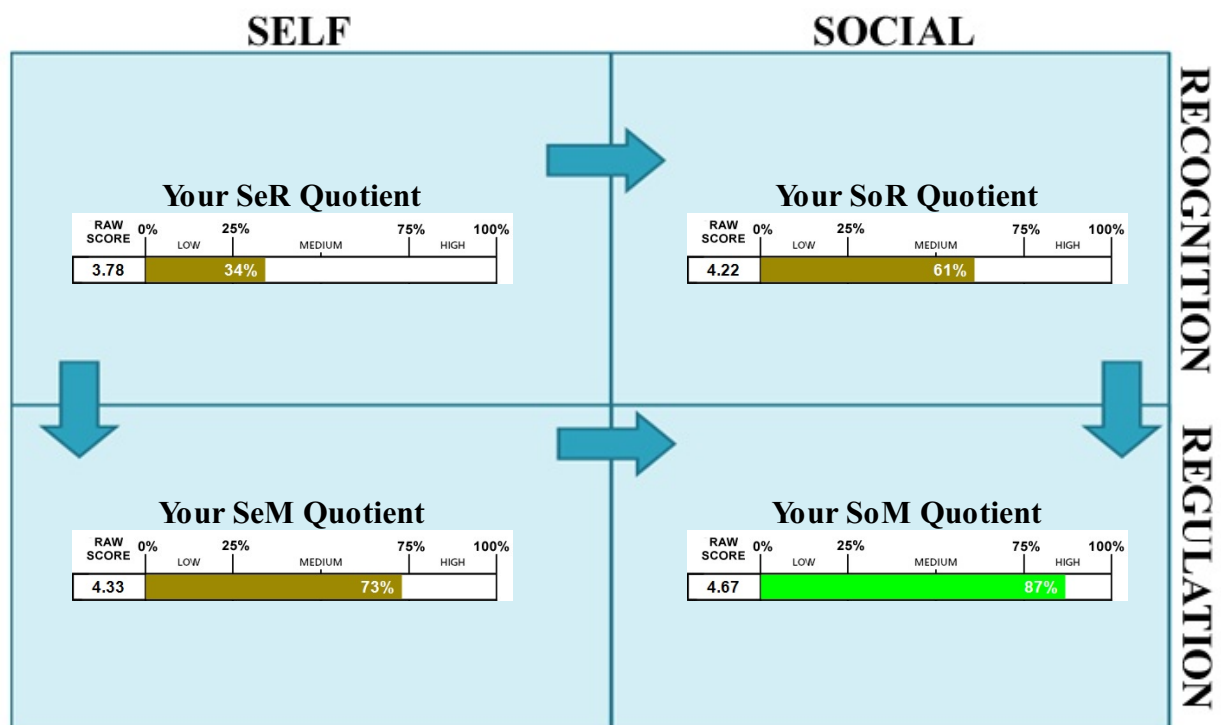 SELF
SOCIAL
RECOGNITION
Your SeR Quotient
RAW SCORE 0% 25% 75% 100%
LOW MEDIUM HIGH
3.78 34%
Your SoR Quotient
RAW SCORE 0% 25% 75% 100%
LOW MEDIUM HIGH
4.22 61%
REGULATION
Your SeM Quotient
RAW SCORE 0% 25% 75% 100%
LOW MEDIUM HIGH
4.33 73%
Your SoM Quotient
RAW SCORE 0% 25% 75% 100%
LOW MEDIUM HIGH
4.67 87%